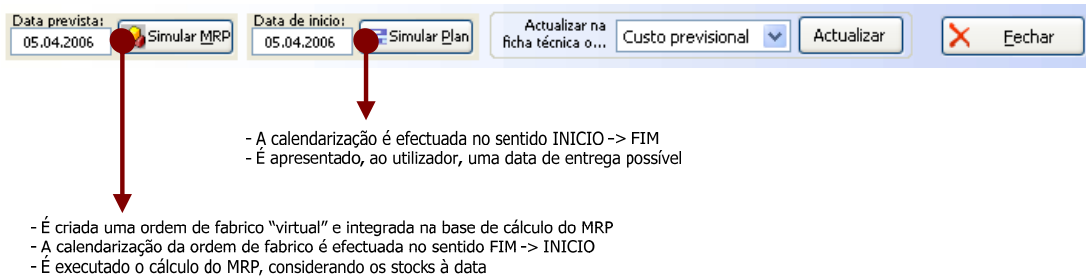 Data prevista:
05.04.2006
Simular MRP
Data de inicio:
05.04.2006
Simular Plan
Actualizar na
ficha técnica o...
Custo previsional
Actualizar
Fechar
- A calendarização é efectuada no sentido INICIO -> FIM
- É apresentado, ao utilizador, uma data de entrega possível
- É criada uma ordem de fabrico “virtual” e integrada na base de cálculo do MRP
- A calendarização da ordem de fabrico é efectuada no sentido FIM -> INICIO
- É executado o cálculo do MRP, considerando os stocks à data